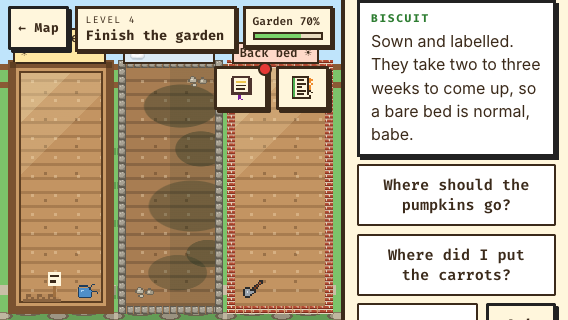 ← Map
LEVEL 4
Finish the garden
Garden 70%
Back bed ☀
BISCUIT
Sown and labelled.
They take two to three
weeks to come up, so
a bare bed is normal,
babe.
Where should the
pumpkins go?
Where did I put
the carrots?